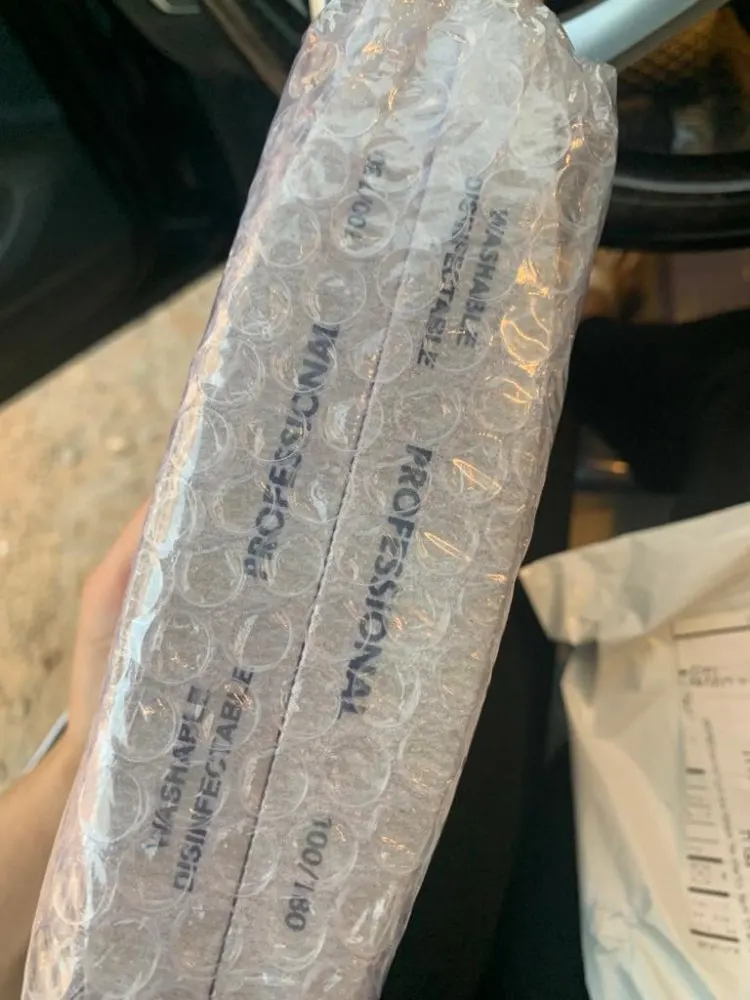 100/180
PROFESSIONAL
WASHABLE
DISINFECTABLE
WASHABLE
DISINFECTABLE
PROFESSIONAL
100/180